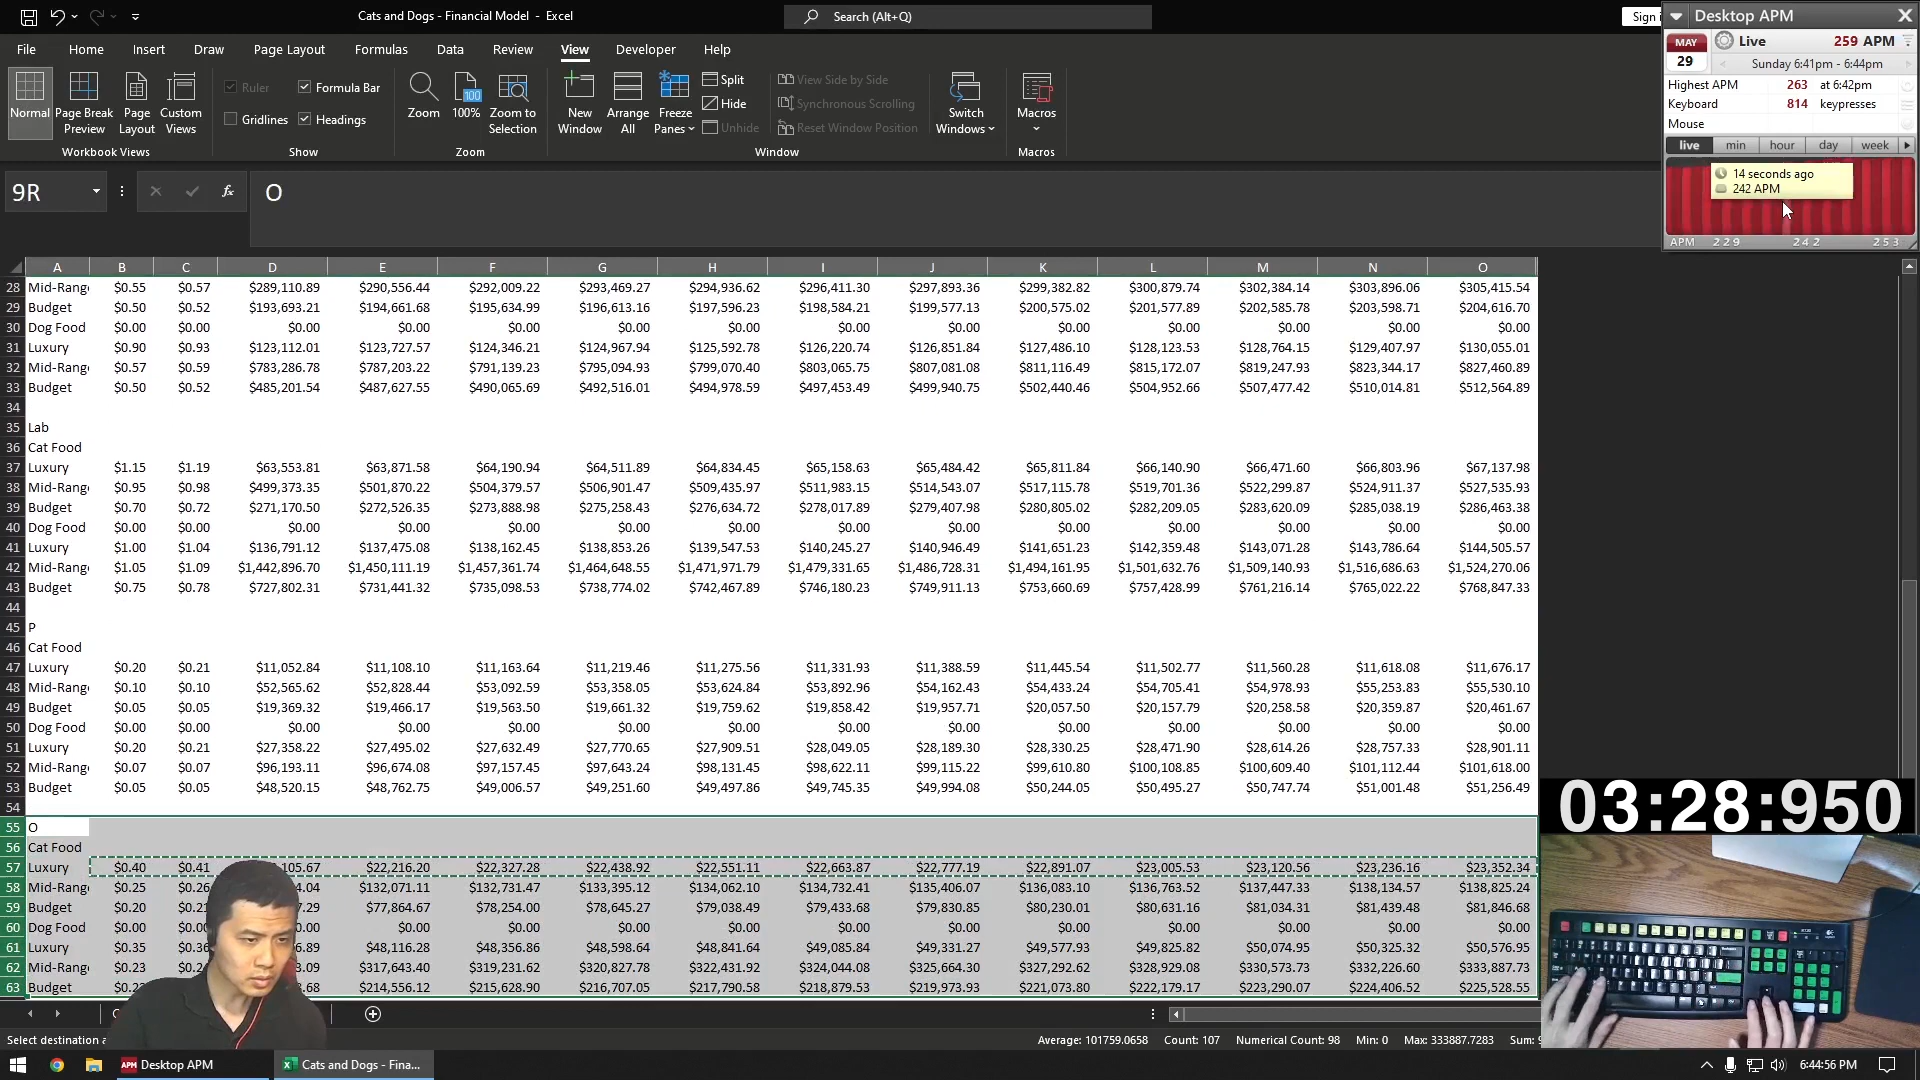 Cats and Dogs - Financial Model - Excel
Search (Alt+Q)
Sign i
File Home Insert Draw Page Layout Formulas Data Review View Developer Help
Normal
Page Break Preview
Page Layout
Custom Views
Workbook Views
Ruler
Formula Bar
Gridlines
Headings
Show
Zoom
100
100%
Zoom to Selection
Zoom
New Window
Arrange All
Freeze Panes
Split
Hide
Unhide
View Side by Side
Synchronous Scrolling
Reset Window Position
Window
Switch Windows
Macros
Macros
Desktop APM
MAY
29
Live 259 APM
Sunday 6:41pm - 6:44pm
Highest APM 263 at 6:42pm
Keyboard 814 keypresses
Mouse
live min hour day week
14 seconds ago
242 APM
APM 229 242 253
9R
fx
O
A B C D E F G H I J K L M N O
28 Mid-Rang $0.55 $0.57 $289,110.89 $290,556.44 $292,009.22 $293,469.27 $294,936.62 $296,411.30 $297,893.36 $299,382.82 $300,879.74 $302,384.14 $303,896.06 $305,415.54
29 Budget $0.50 $0.52 $193,693.21 $194,661.68 $195,634.99 $196,613.16 $197,596.23 $198,584.21 $199,577.13 $200,575.02 $201,577.89 $202,585.78 $203,598.71 $204,616.70
30 Dog Food $0.00 $0.00 $0.00 $0.00 $0.00 $0.00 $0.00 $0.00 $0.00 $0.00 $0.00 $0.00 $0.00 $0.00
31 Luxury $0.90 $0.93 $123,112.01 $123,727.57 $124,346.21 $124,967.94 $125,592.78 $126,220.74 $126,851.84 $127,486.10 $128,123.53 $128,764.15 $129,407.97 $130,055.01
32 Mid-Rang $0.57 $0.59 $783,286.78 $787,203.22 $791,139.23 $795,094.93 $799,070.40 $803,065.75 $807,081.08 $811,116.49 $815,172.07 $819,247.93 $823,344.17 $827,460.89
33 Budget $0.50 $0.52 $485,201.54 $487,627.55 $490,065.69 $492,516.01 $494,978.59 $497,453.49 $499,940.75 $502,440.46 $504,952.66 $507,477.42 $510,014.81 $512,564.89
34
35 Lab
36 Cat Food
37 Luxury $1.15 $1.19 $63,553.81 $63,871.58 $64,190.94 $64,511.89 $64,834.45 $65,158.63 $65,484.42 $65,811.84 $66,140.90 $66,471.60 $66,803.96 $67,137.98
38 Mid-Rang $0.95 $0.98 $499,373.35 $501,870.22 $504,379.57 $506,901.47 $509,435.97 $511,983.15 $514,543.07 $517,115.78 $519,701.36 $522,299.87 $524,911.37 $527,535.93
39 Budget $0.70 $0.72 $271,170.50 $272,526.35 $273,888.98 $275,258.43 $276,634.72 $278,017.89 $279,407.98 $280,805.02 $282,209.05 $283,620.09 $285,038.19 $286,463.38
40 Dog Food $0.00 $0.00 $0.00 $0.00 $0.00 $0.00 $0.00 $0.00 $0.00 $0.00 $0.00 $0.00 $0.00 $0.00
41 Luxury $1.00 $1.04 $136,791.12 $137,475.08 $138,162.45 $138,853.26 $139,547.53 $140,245.27 $140,946.49 $141,651.23 $142,359.48 $143,071.28 $143,786.64 $144,505.57
42 Mid-Rang $1.05 $1.09 $1,442,896.70 $1,450,111.19 $1,457,361.74 $1,464,648.55 $1,471,971.79 $1,479,331.65 $1,486,728.31 $1,494,161.95 $1,501,632.76 $1,509,140.93 $1,516,686.63 $1,524,270.06
43 Budget $0.75 $0.78 $727,802.31 $731,441.32 $735,098.53 $738,774.02 $742,467.89 $746,180.23 $749,911.13 $753,660.69 $757,428.99 $761,216.14 $765,022.22 $768,847.33
44
45 P
46 Cat Food
47 Luxury $0.20 $0.21 $11,052.84 $11,108.10 $11,163.64 $11,219.46 $11,275.56 $11,331.93 $11,388.59 $11,445.54 $11,502.77 $11,560.28 $11,618.08 $11,676.17
48 Mid-Rang $0.10 $0.10 $52,565.62 $52,828.44 $53,092.59 $53,358.05 $53,624.84 $53,892.96 $54,162.43 $54,433.24 $54,705.41 $54,978.93 $55,253.83 $55,530.10
49 Budget $0.05 $0.05 $19,369.32 $19,466.17 $19,563.50 $19,661.32 $19,759.62 $19,858.42 $19,957.71 $20,057.50 $20,157.79 $20,258.58 $20,359.87 $20,461.67
50 Dog Food $0.00 $0.00 $0.00 $0.00 $0.00 $0.00 $0.00 $0.00 $0.00 $0.00 $0.00 $0.00 $0.00 $0.00
51 Luxury $0.20 $0.21 $27,358.22 $27,495.02 $27,632.49 $27,770.65 $27,909.51 $28,049.05 $28,189.30 $28,330.25 $28,471.90 $28,614.26 $28,757.33 $28,901.11
52 Mid-Rang $0.07 $0.07 $96,193.11 $96,674.08 $97,157.45 $97,643.24 $98,131.45 $98,622.11 $99,115.22 $99,610.80 $100,108.85 $100,609.40 $101,112.44 $101,618.00
53 Budget $0.05 $0.05 $48,520.15 $48,762.75 $49,006.57 $49,251.60 $49,497.86 $49,745.35 $49,994.08 $50,244.05 $50,495.27 $50,747.74 $51,001.48 $51,256.49
54
55 O
56 Cat Food
57 Luxury $0.40 $0.41 105.67 $22,216.20 $22,327.28 $22,438.92 $22,551.11 $22,663.87 $22,777.19 $22,891.07 $23,005.53 $23,120.56 $23,236.16 $23,352.34
58 Mid-Rang $0.25 $0.26 4.04 $132,071.11 $132,731.47 $133,395.12 $134,062.10 $134,732.41 $135,406.07 $136,083.10 $136,763.52 $137,447.33 $138,134.57 $138,825.24
59 Budget $0.20 $0.21 7.29 $77,864.67 $78,254.00 $78,645.27 $79,038.49 $79,433.68 $79,830.85 $80,230.01 $80,631.16 $81,034.31 $81,439.48 $81,846.68
60 Dog Food $0.00 $0.0 0.00 $0.00 $0.00 $0.00 $0.00 $0.00 $0.00 $0.00 $0.00 $0.00 $0.00 $0.00
61 Luxury $0.35 $0.36 6.89 $48,116.28 $48,356.86 $48,598.64 $48,841.64 $49,085.84 $49,331.27 $49,577.93 $49,825.82 $50,074.95 $50,325.32 $50,576.95
62 Mid-Rang $0.23 $0.2 3.09 $317,643.40 $319,231.62 $320,827.78 $322,431.92 $324,044.08 $325,664.30 $327,292.62 $328,929.08 $330,573.73 $332,226.60 $333,887.73
63 Budget $0.2 3.68 $214,556.12 $215,628.90 $216,707.05 $217,790.58 $218,879.53 $219,973.93 $221,073.80 $222,179.17 $223,290.07 $224,406.52 $225,528.55
03:28:950
Select destination a
Average: 101759.0658 Count: 107 Numerical Count: 98 Min: 0 Max: 333887.7283 Sum:
APM Desktop APM
Cats and Dogs - Fina...
6:44:56 PM